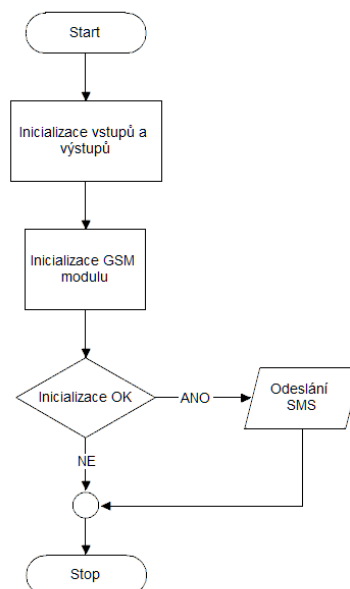 Start
Inicializace vstupů a
výstupů
Inicializace GSM
modulu
Inicializace OK
ANO
Odeslání
SMS
NE
Stop